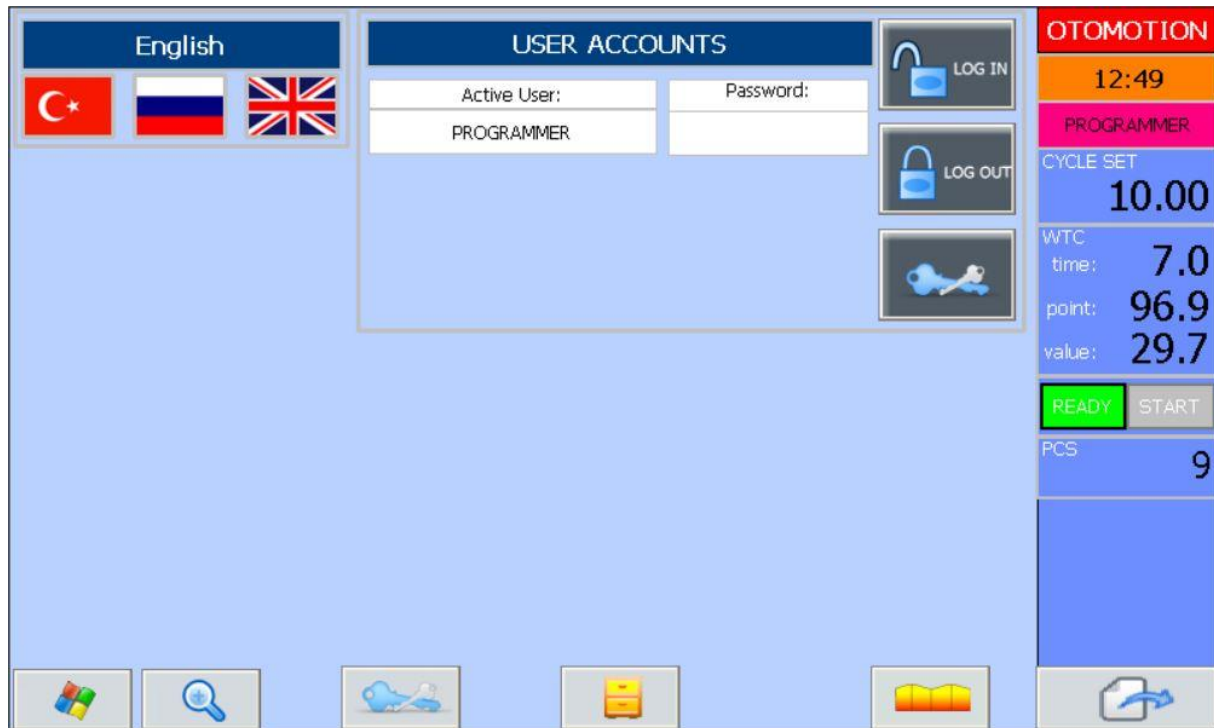 English
USER ACCOUNTS
Active User:
Password:
PROGRAMMER
LOG IN
LOG OUT
OTOMOTION
12:49
PROGRAMMER
CYCLE SET
10.00
WTC
time: 7.0
point: 96.9
value: 29.7
READY START
PCS
9